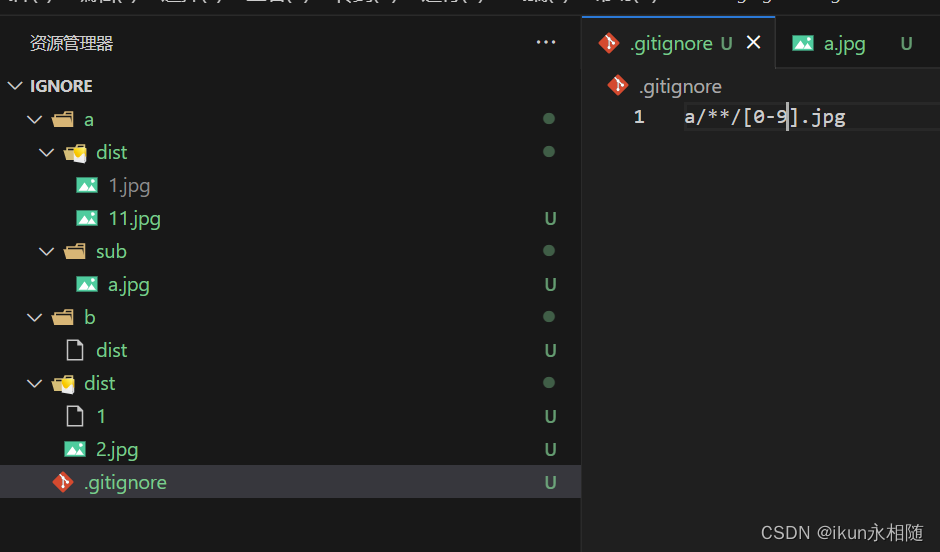 资源管理器
···
.gitignore U
a.jpg U
IGNORE
.gitignore
a
1 a/**/[0-9].jpg
dist
1.jpg
11.jpg U
sub
a.jpg U
b
dist U
dist
1 U
2.jpg U
.gitignore U
CSDN @ikun永相随